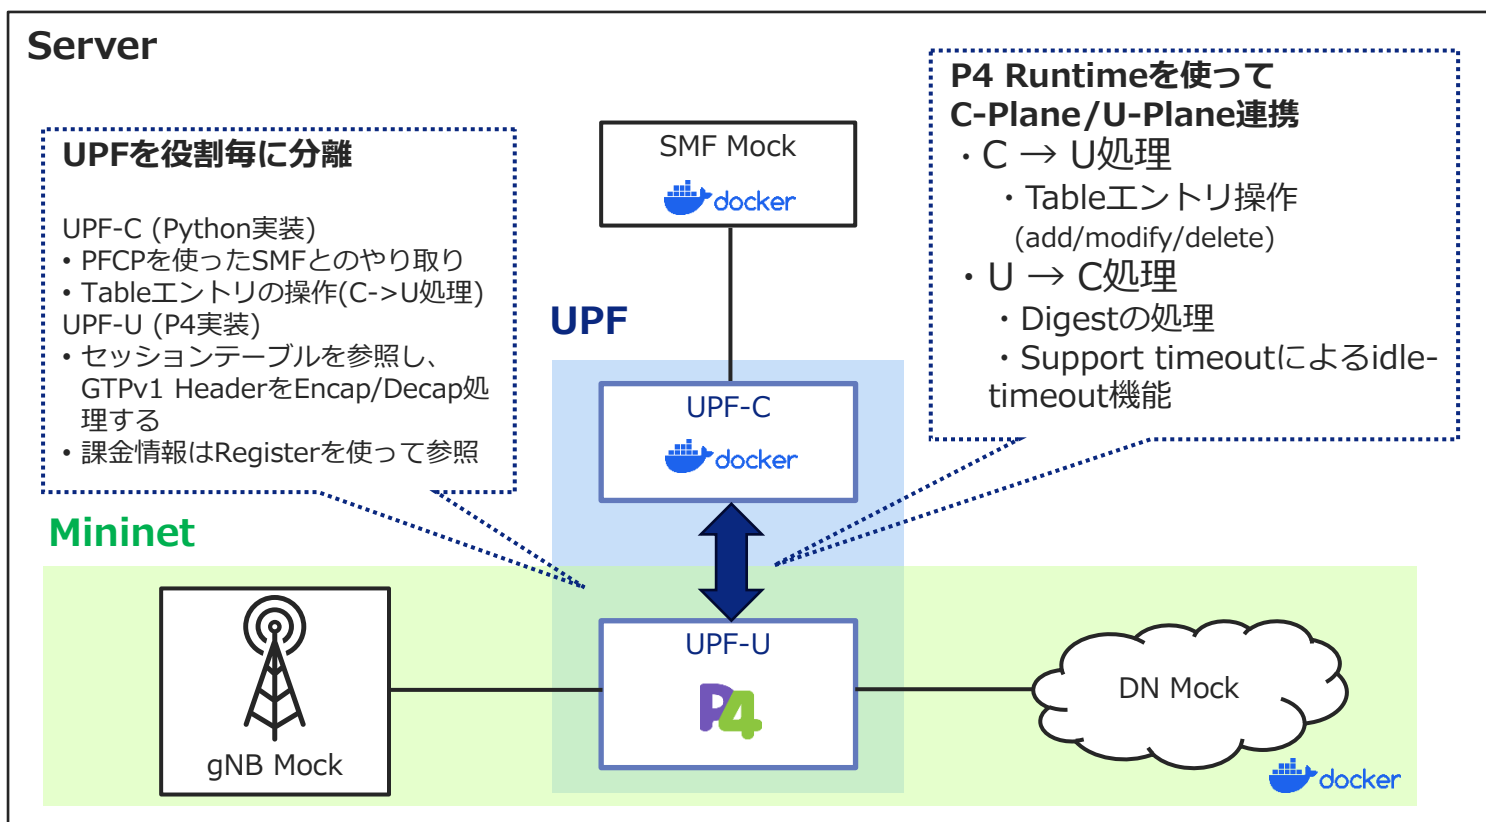 Server
UPFを役割毎に分離
UPF-C (Python実装)
• PFCPを使ったSMFとのやり取り
• Tableエントリの操作(C->U処理)
UPF-U (P4実装)
• セッションテーブルを参照し、
GTPv1 HeaderをEncap/Decap処
理する
• 課金情報はRegisterを使って参照
SMF Mock
docker
P4 Runtimeを使って
C-Plane/U-Plane連携
・C → U処理
・Tableエントリ操作
(add/modify/delete)
・U → C処理
・Digestの処理
・Support timeoutによるidle-
timeout機能
UPF
UPF-C
docker
Mininet
gNB Mock
UPF-U
P4
DN Mock
docker